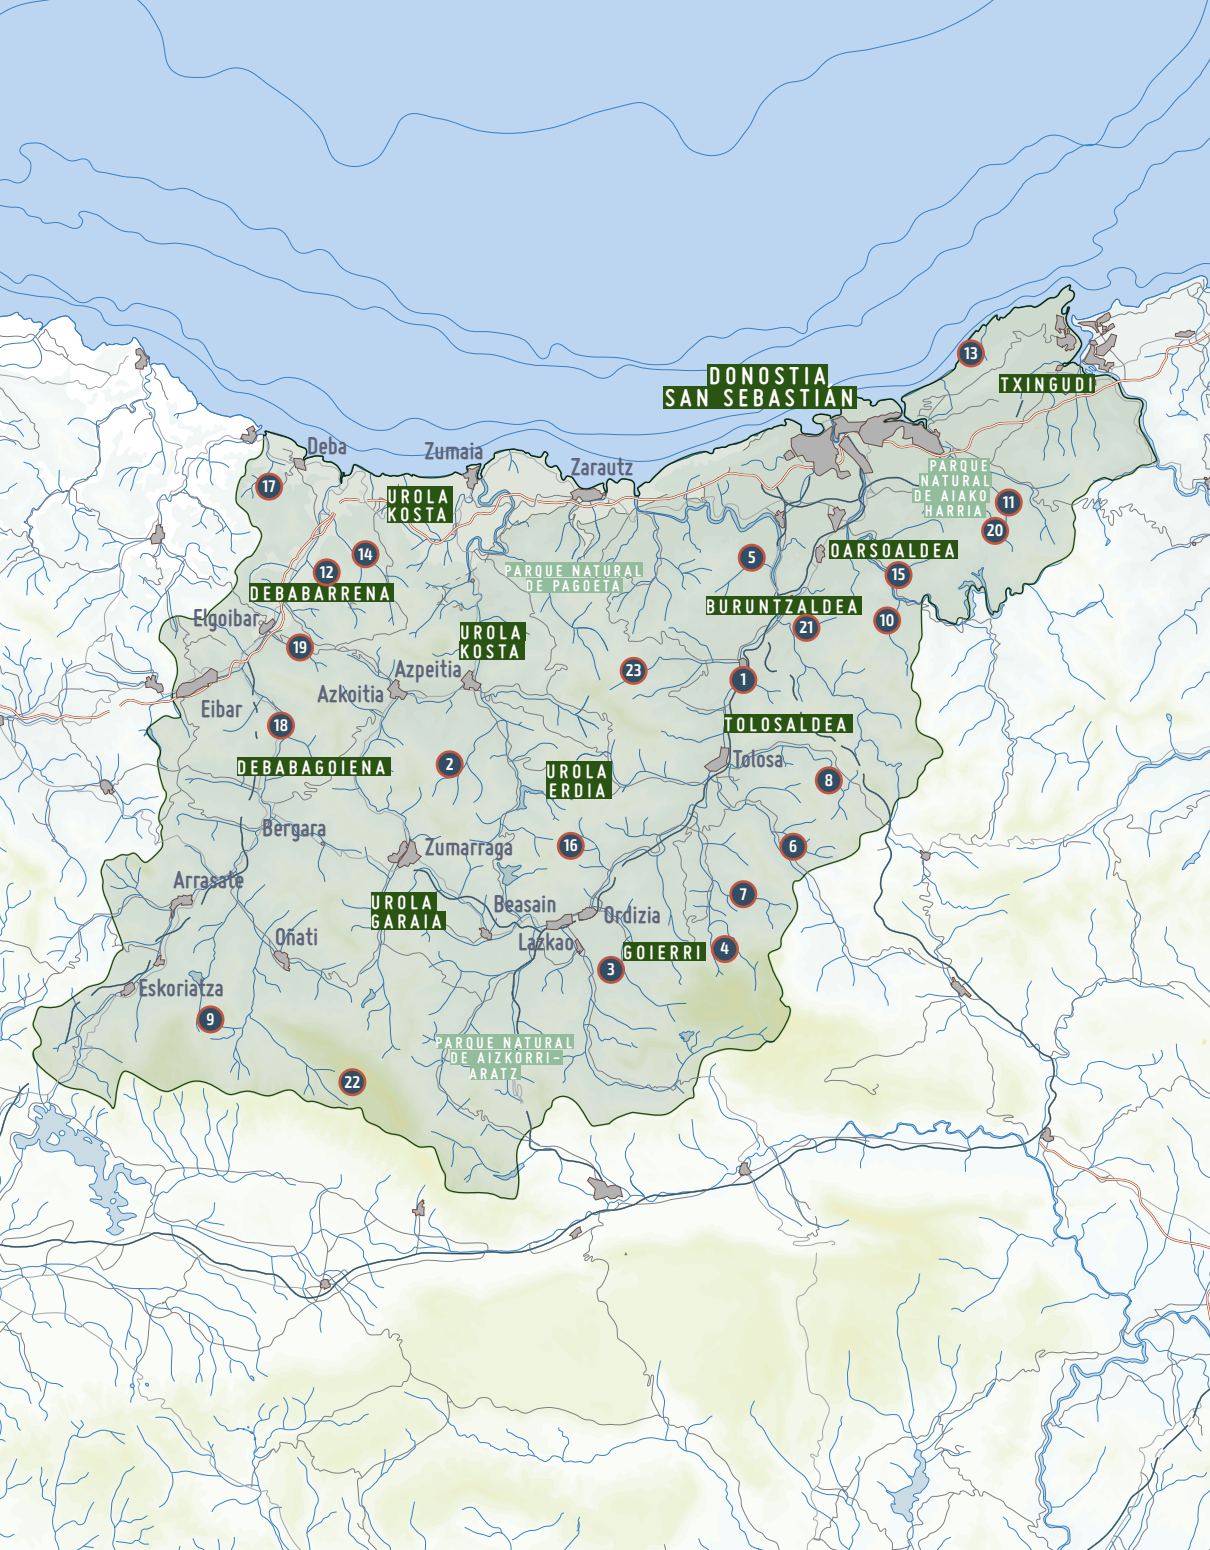 13
DONOSTIA
SAN SEBASTIAN
TXINGUDI
Deba
Zumaia
Zarautz
17
UROLA
KOSTA
PARQUE
NATURAL
DE AIAKO
HARRIA
11
20
14
12
DEBABARRENA
PARQUE NATURAL
DE PAGOETA
5
OARSOALDEA
15
BURUNTZALDEA
21
10
Elgoibar
19
UROLA
KOSTA
Azpeitia
Azkoitia
23
1
Eibar
18
TOLOSALDEA
DEBABAGOIENA
2
UROLA
ERDIA
Tolosa
8
Bergara
Zumarraga
16
6
Arrasate
UROLA
GARAIA
Beasain
Ordizia
7
Oñati
Lazkao
GOIERRI
4
3
Eskoriatza
9
PARQUE NATURAL
DE AIZKORRI-
ARATZ
22